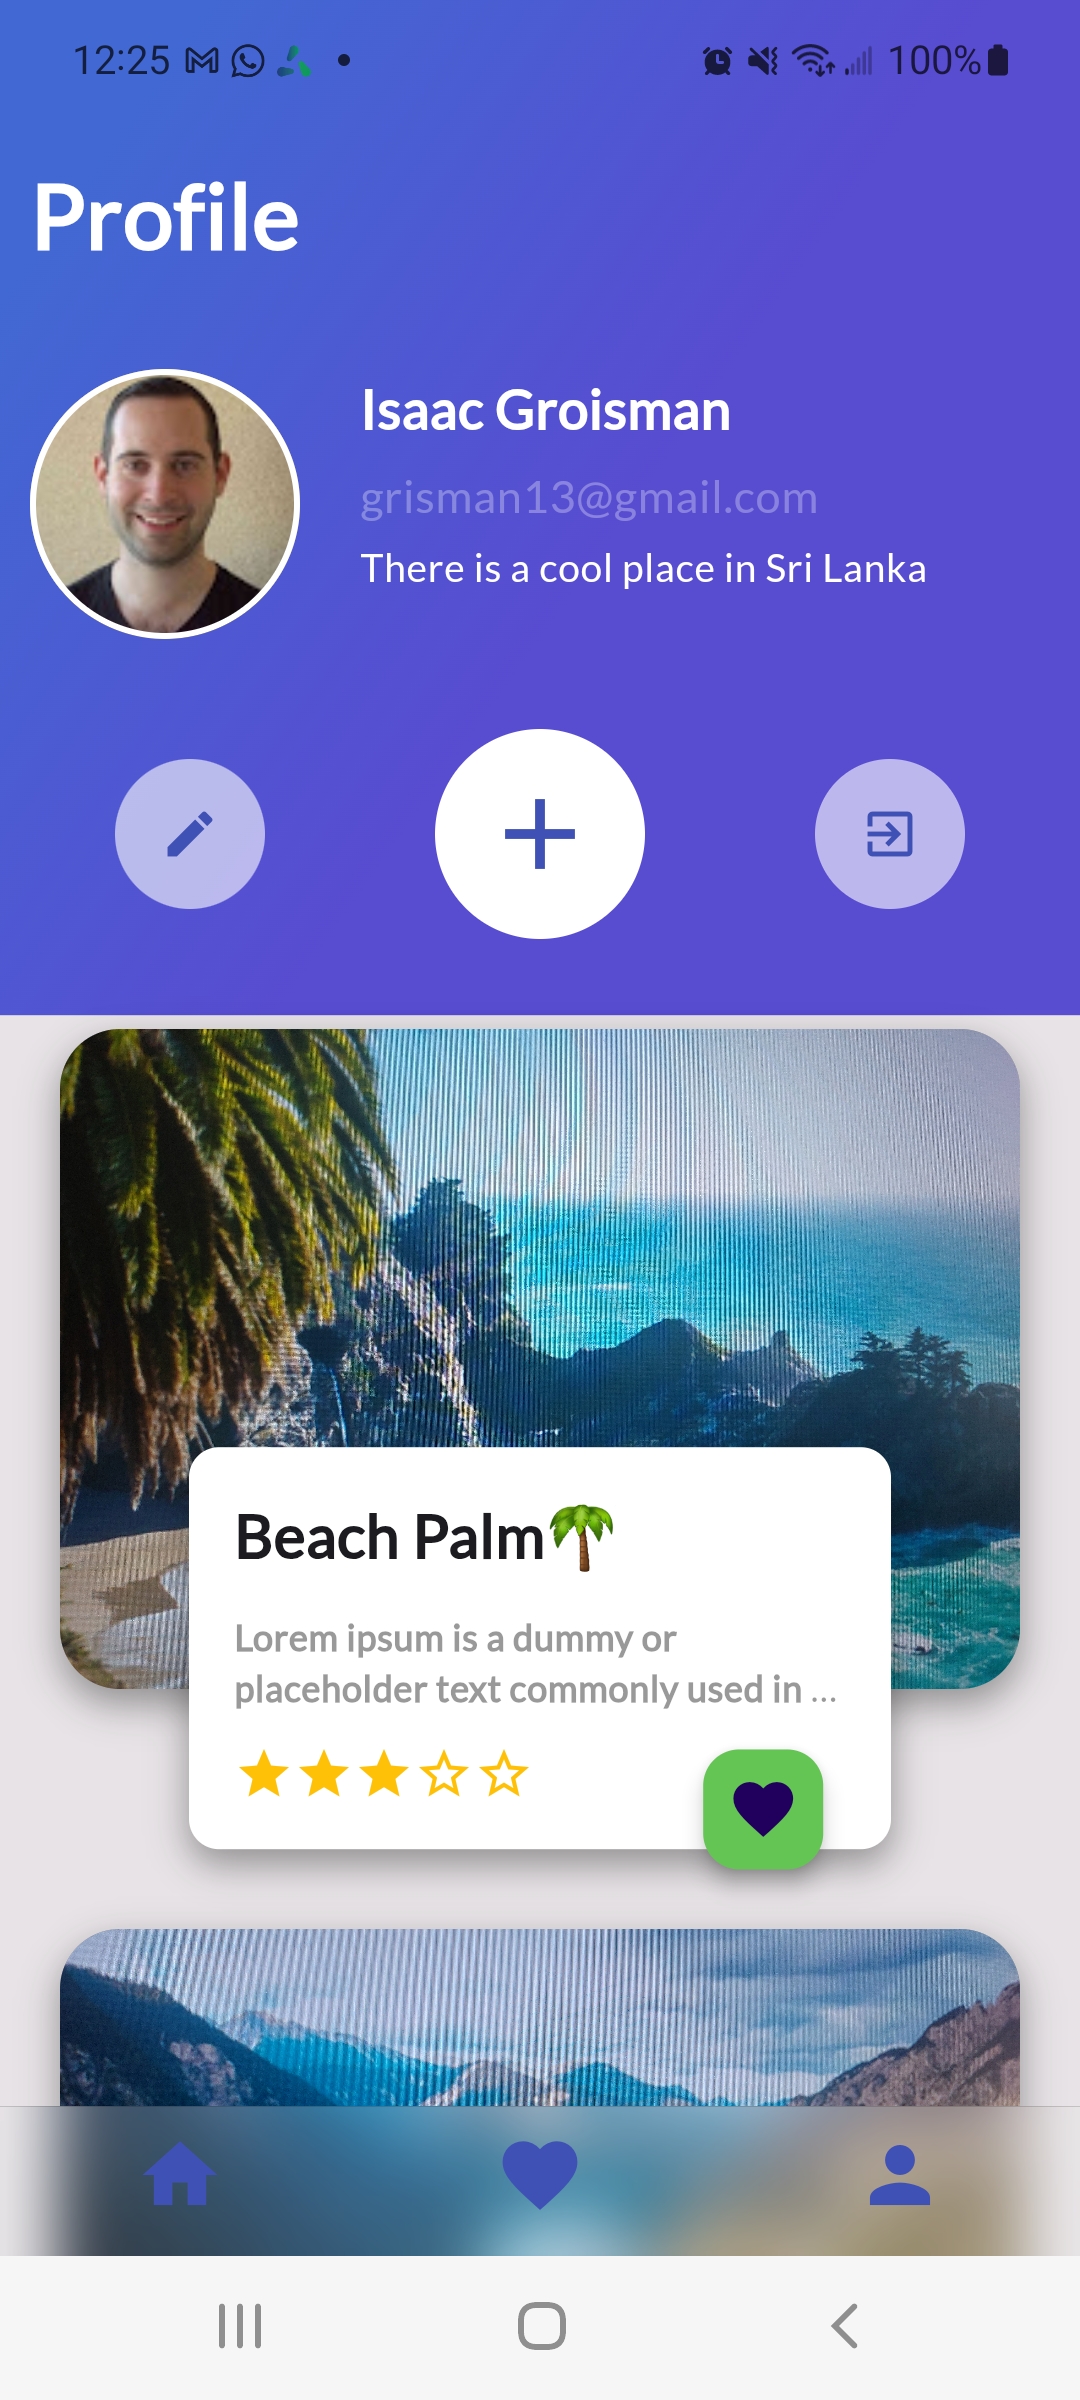 12:25
100%
Profile
Isaac Groisman
grisman13@gmail.com
There is a cool place in Sri Lanka
Beach Palm🌴
Lorem ipsum is a dummy or
placeholder text commonly used in ...